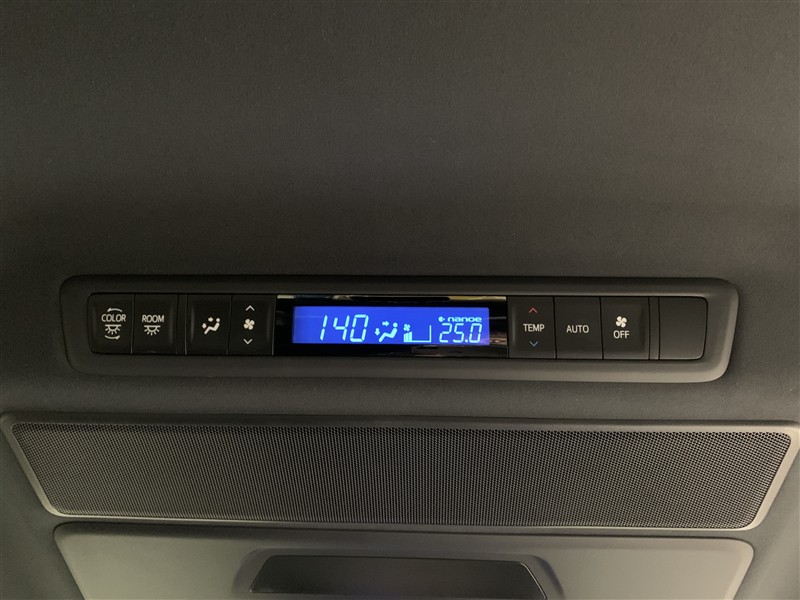 COLOR
ROOM
140
nanoe
25.0
TEMP
AUTO
OFF